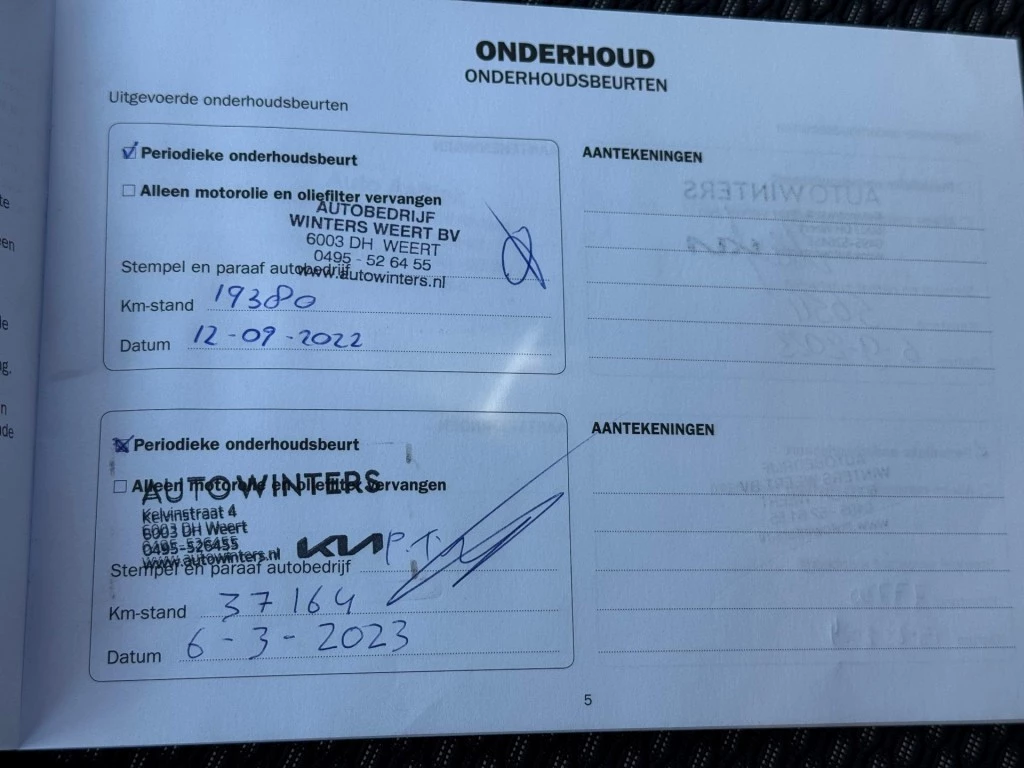 ONDERHOUD
ONDERHOUDSBEURTEN
Uitgevoerde onderhoudsbeurten
Periodieke onderhoudsbeurt
Alleen motorolie en oliefilter vervangen
AUTOBEDRIJF
WINTERS WEERT BV
6003 DH WEERT
0495 - 52 64 55
www.autowinters.nl
Stempel en paraaf autobedrijf
Km-stand 19380
Datum 12-09-2022
AANTEKENINGEN
Periodieke onderhoudsbeurt
Alleen motorolie en oliefilter vervangen
AUTO WINTERS
Kelvinstraat 4
6003 DH Weert
0495-526455
www.autowinters.nl
KIA
P.T.
Stempel en paraaf autobedrijf
Km-stand 37164
Datum 6-3-2023
AANTEKENINGEN
5